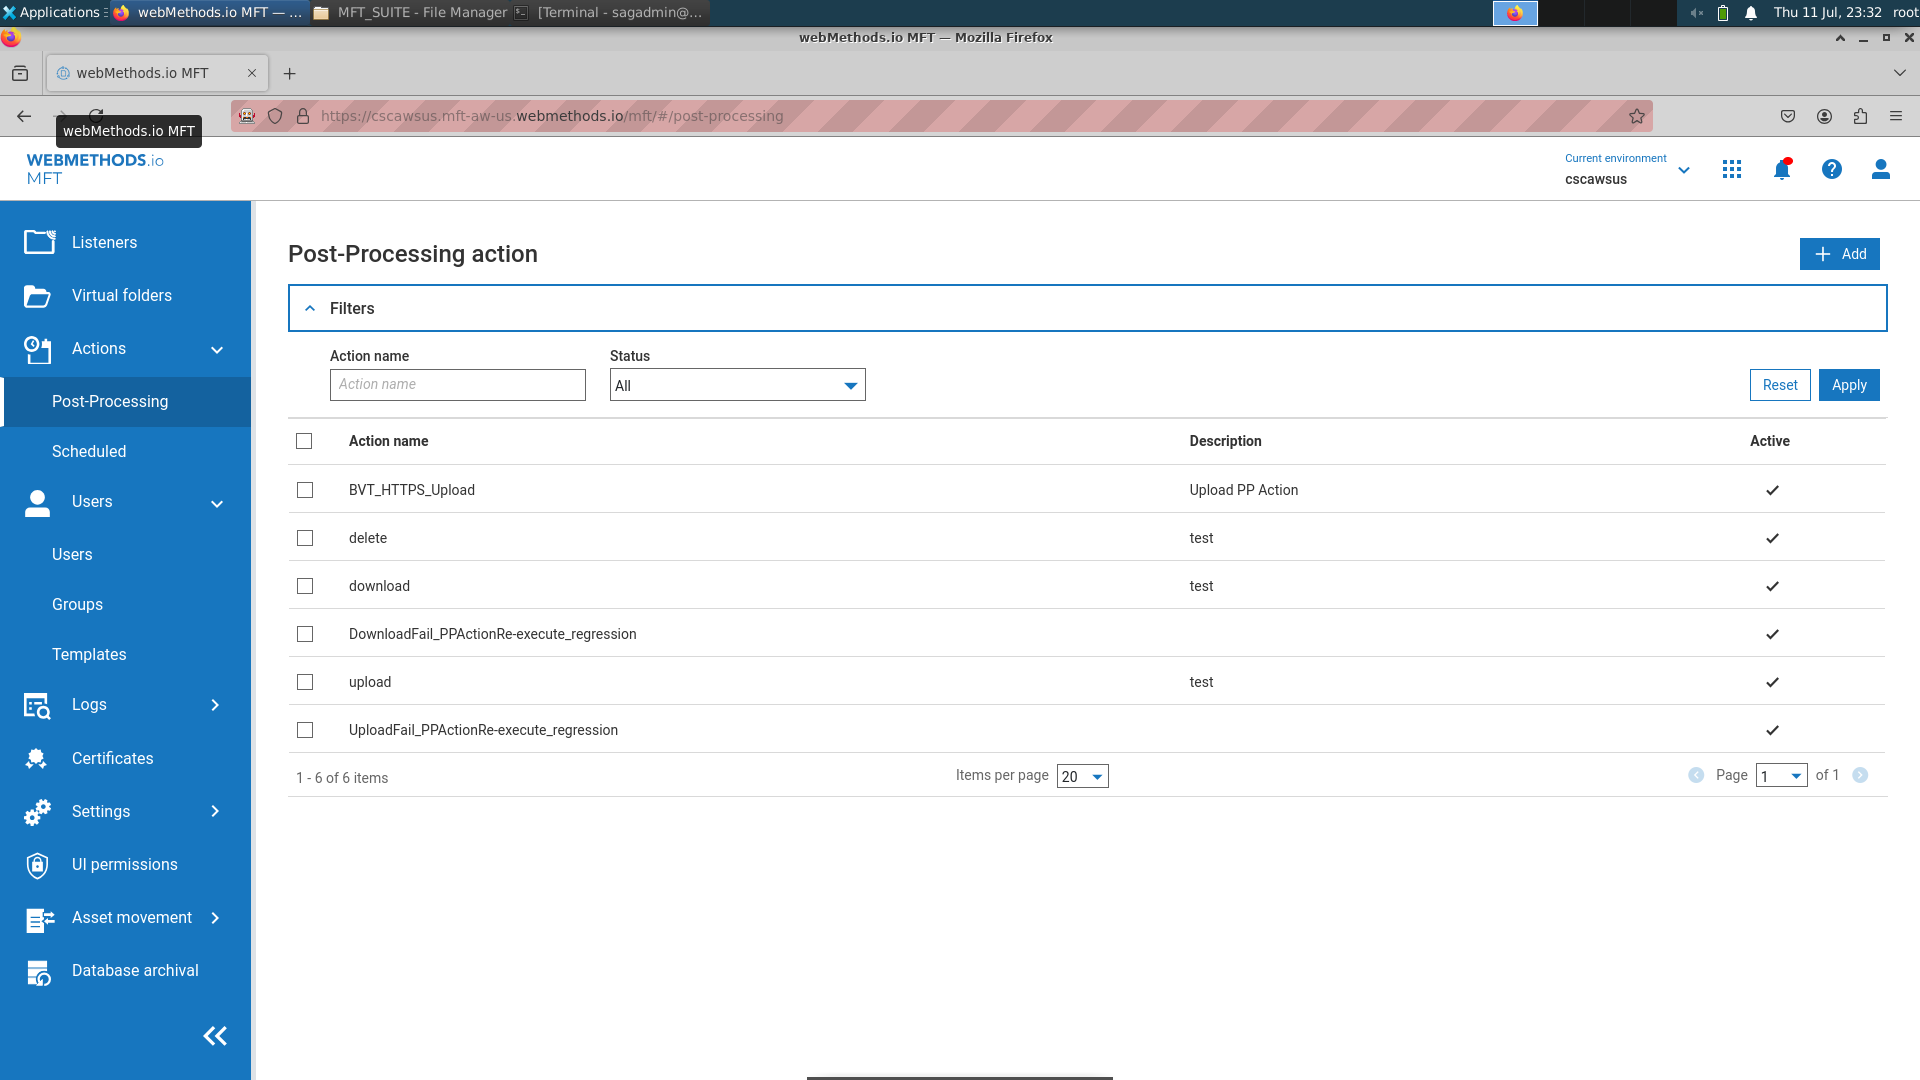 Applications
webMethods.io MFT — ...
MFT_SUITE - File Manager
[Terminal - sagadmin@...
Thu 11 Jul, 23:32
root
webMethods.io MFT — Mozilla Firefox
webMethods.io MFT
https://cscawsus.mft-aw-us.webmethods.io/mft/#/post-processing
webMethods.io MFT
WEBMETHODS.io
MFT
Current environment
cscawsus
Listeners
Virtual folders
Actions
Post-Processing
Scheduled
Users
Users
Groups
Templates
Logs
Certificates
Settings
UI permissions
Asset movement
Database archival
Post-Processing action
Add
Filters
Action name
Status
Action name
All
Reset
Apply
Action name Description Active
BVT_HTTPS_Upload Upload PP Action
delete test
download test
DownloadFail_PPActionRe-execute_regression
upload test
UploadFail_PPActionRe-execute_regression
1 - 6 of 6 items
Items per page 20
Page 1 of 1